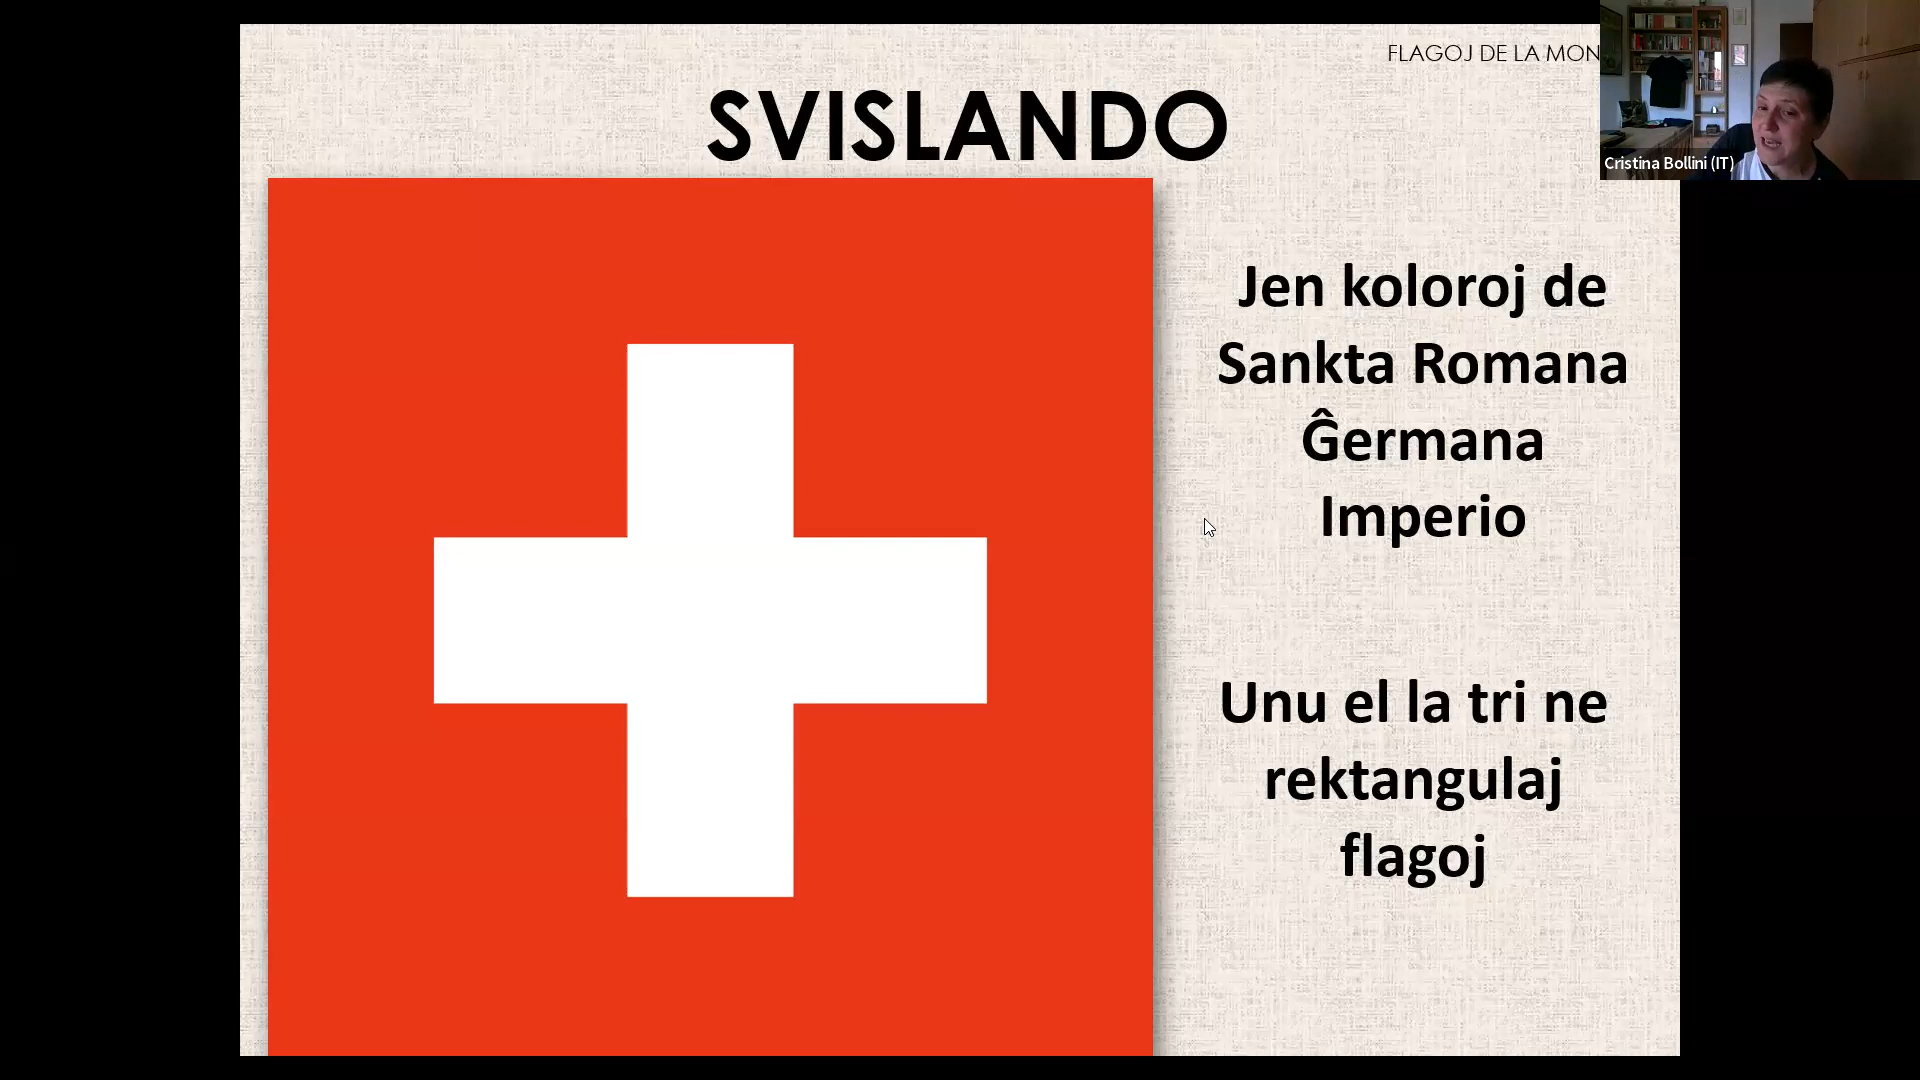 FLAGOJ DE LA MON
SVISLANDO
Cristina Bollini (IT)
Jen koloroj de
Sankta Romana
Ĝermana
Imperio
Unu el la tri ne
rektangulaj
flagoj